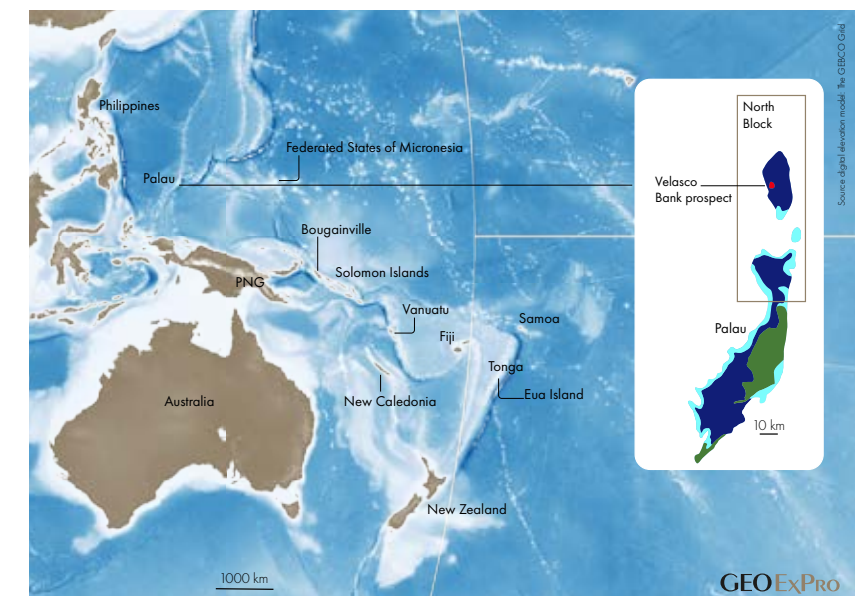 Philippines
Federated States of Micronesia
Palau
Bougainville
Solomon Islands
PNG
Vanuatu
Fiji
Samoa
Tonga
Eua Island
New Caledonia
Australia
New Zealand
1000 km
North
Block
Velasco
Bank prospect
Palau
10 km
Source digital elevation model: The GEBCO Grid
GEOExPro